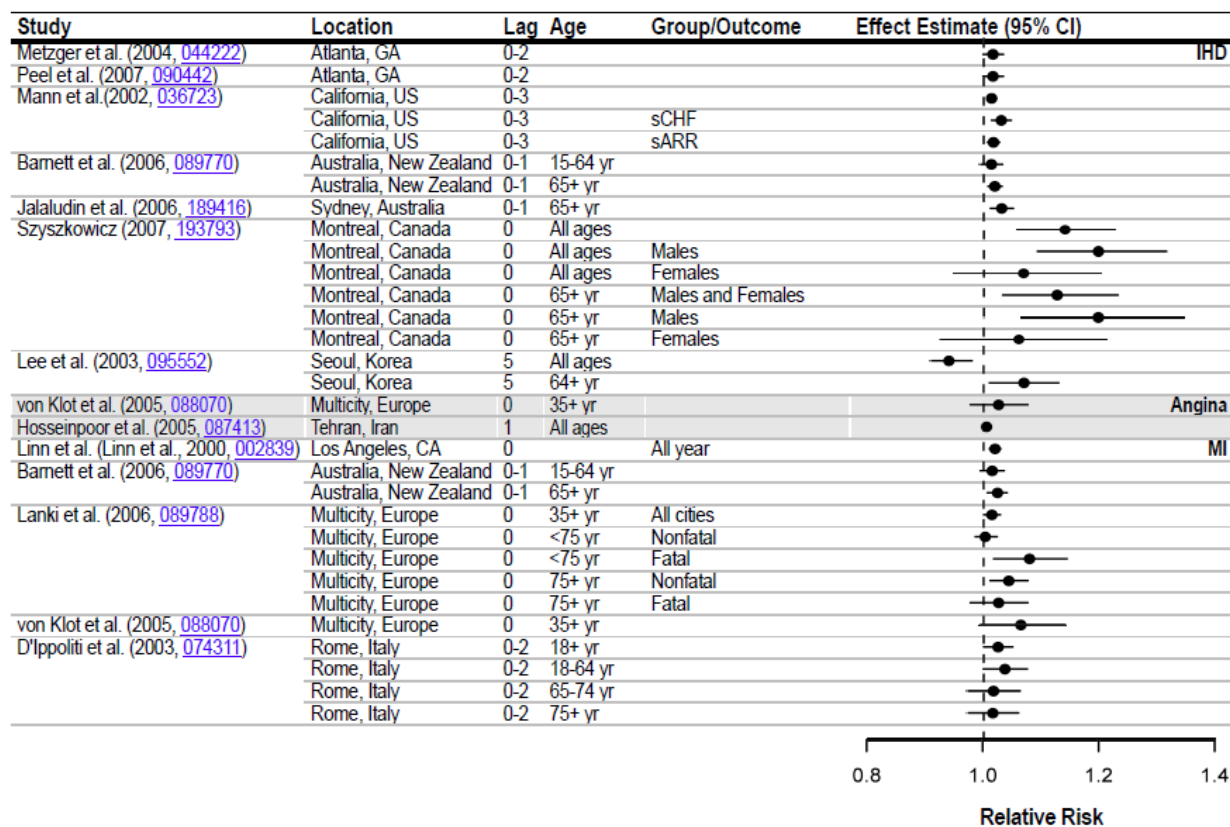 Study Location Lag Age Group/Outcome Effect Estimate (95% CI)
Metzger et al. (2004, 044222) Atlanta, GA 0-2 IHD
Peel et al. (2007, 090442) Atlanta, GA 0-2
Mann et al.(2002, 036723) California, US 0-3
California, US 0-3 sCHF
California, US 0-3 sARR
Barnett et al. (2006, 089770) Australia, New Zealand 0-1 15-64 yr
Australia, New Zealand 0-1 65+ yr
Jalaludin et al. (2006, 189416) Sydney, Australia 0-1 65+ yr
Szyszkowicz (2007, 193793) Montreal, Canada 0 All ages
Montreal, Canada 0 All ages Males
Montreal, Canada 0 All ages Females
Montreal, Canada 0 65+ yr Males and Females
Montreal, Canada 0 65+ yr Males
Montreal, Canada 0 65+ yr Females
Lee et al. (2003, 095552) Seoul, Korea 5 All ages
Seoul, Korea 5 64+ yr
von Klot et al. (2005, 088070) Multicity, Europe 0 35+ yr Angina
Hosseinpoor et al. (2005, 087413) Tehran, Iran 1 All ages
Linn et al. (Linn et al., 2000, 002839) Los Angeles, CA 0 All year MI
Barnett et al. (2006, 089770) Australia, New Zealand 0-1 15-64 yr
Australia, New Zealand 0-1 65+ yr
Lanki et al. (2006, 089788) Multicity, Europe 0 35+ yr All cities
Multicity, Europe 0 <75 yr Nonfatal
Multicity, Europe 0 <75 yr Fatal
Multicity, Europe 0 75+ yr Nonfatal
Multicity, Europe 0 75+ yr Fatal
von Klot et al. (2005, 088070) Multicity, Europe 0 35+ yr
D'Ippoliti et al. (2003, 074311) Rome, Italy 0-2 18+ yr
Rome, Italy 0-2 18-64 yr
Rome, Italy 0-2 65-74 yr
Rome, Italy 0-2 75+ yr
0.8 1.0 1.2 1.4
Relative Risk